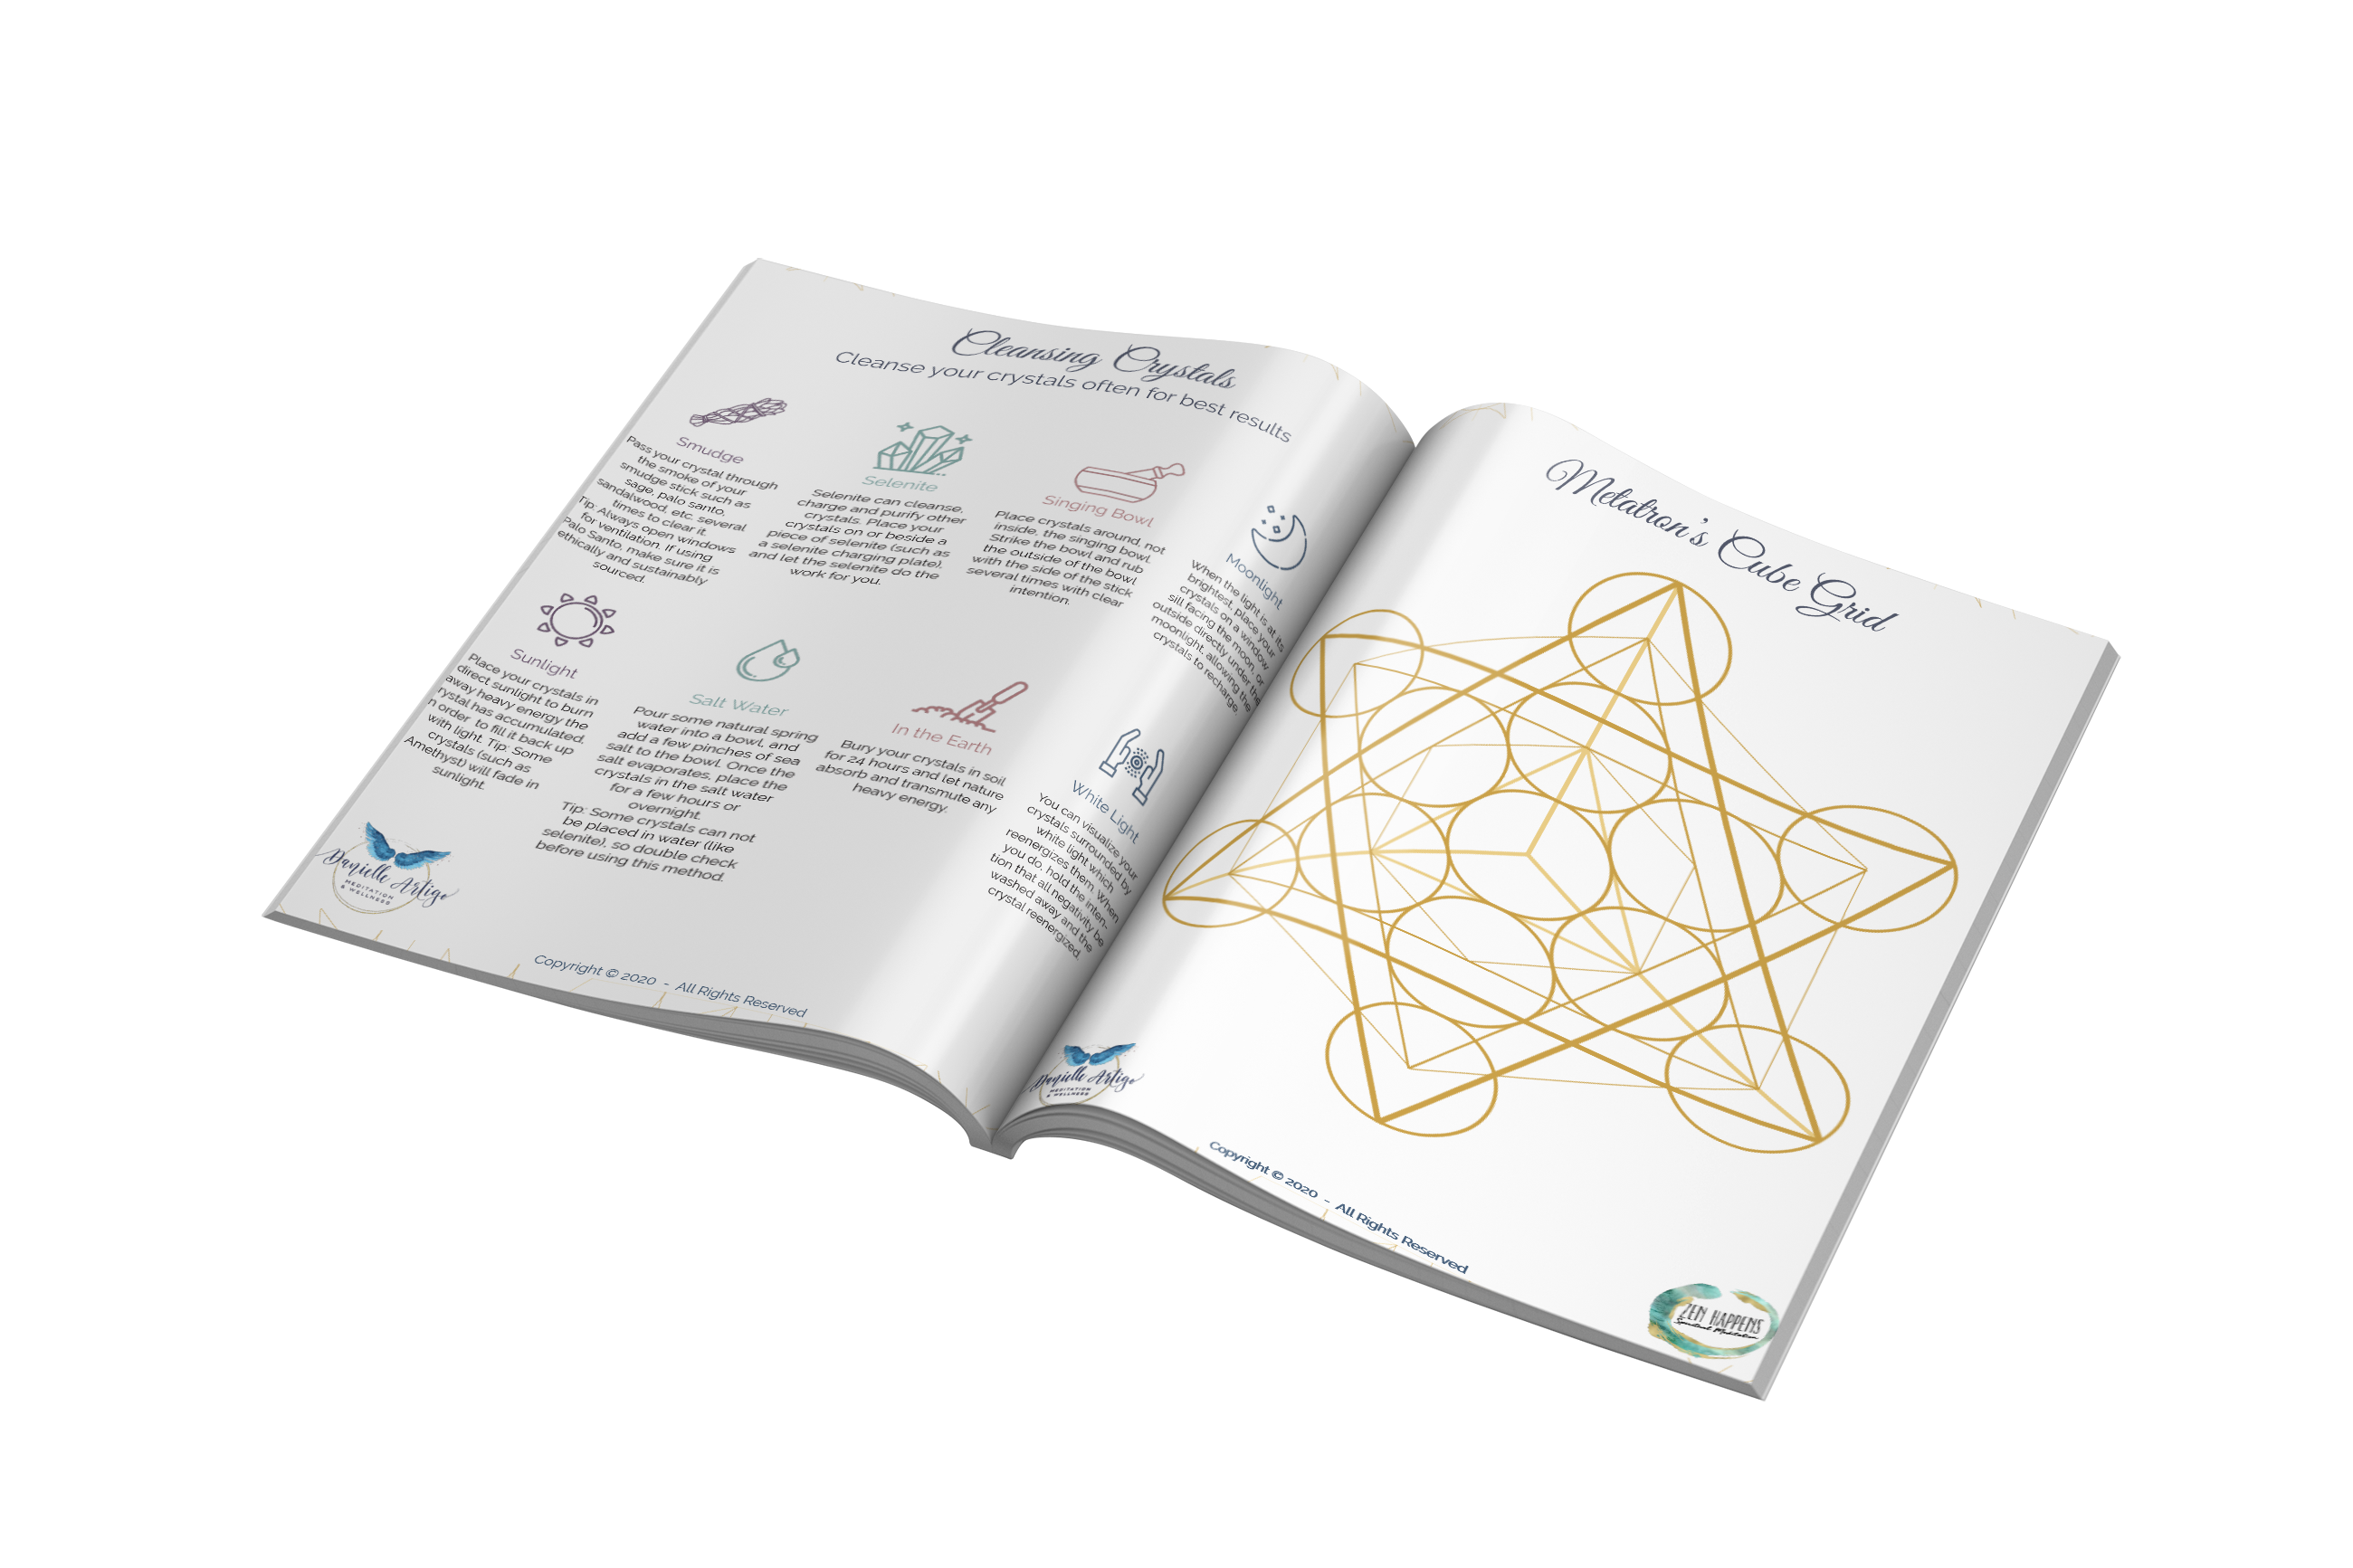 Cleansing Crystals
Cleanse your crystals often for best results
Smudge
Pass your crystal through
the smoke of your
smudge stick such as
sage, palo santo,
sandalwood, etc. several
times to clear it.
Tip: Always open windows
for ventilation. If using
Palo Santo, make sure it is
ethically and sustainably
sourced.
Selenite
Selenite can cleanse,
charge and purify other
crystals. Place your
crystals on or beside a
piece of selenite (such as
a selenite charging plate),
and let the selenite do the
work for you.
Singing Bowl
Place crystals around, not
inside, the singing bowl.
Strike the bowl and rub
the outside of the bowl
with the side of the stick
several times with clear
intention.
Moonlight
When the light is at its
brightest, place your
crystals on a window
sill facing the moon, or
outside directly under the
moonlight, allowing the
crystals to recharge.
Sunlight
Place your crystals in
direct sunlight to burn
away heavy energy the
rystal has accumulated,
n order to fill it back up
with light. Tip: Some
crystals (such as
Amethyst) will fade in
sunlight.
Salt Water
Pour some natural spring
water into a bowl, and
add a few pinches of sea
salt to the bowl. Once the
salt evaporates, place the
crystals in the salt water
for a few hours or
overnight.
Tip: Some crystals can not
be placed in water (like
selenite), so double check
before using this method.
In the Earth
Bury your crystals in soil
for 24 hours and let nature
absorb and transmute any
heavy energy.
White Light
You can visualize your
crystals surrounded by
white light which
reenergizes them. When
you do, hold the inten-
tion that all negativity be
washed away and the
crystal reenergized.
Danielle Artigo
MEDITATION
& WELLNESS
Copyright © 2020 - All Rights Reserved
Metatron's Cube Grid
Danielle Artigo
MEDITATION
& WELLNESS
Copyright © 2020 - All Rights Reserved
ZEN HAPPENS
Spiritual Meditation